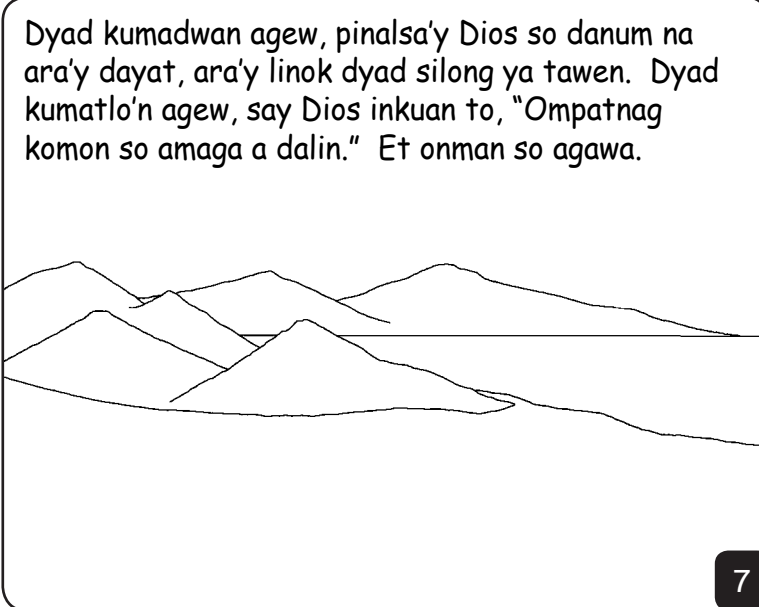 Dyad kumadwan agew, pinalsa'y Dios so danum na
ara'y dayat, ara'y linok dyad silong ya tawen.  Dyad
kumatlo'n agew, say Dios inkuan to, “Ompatnag
komon so amaga a dalin.”  Et onman so agawa.
7